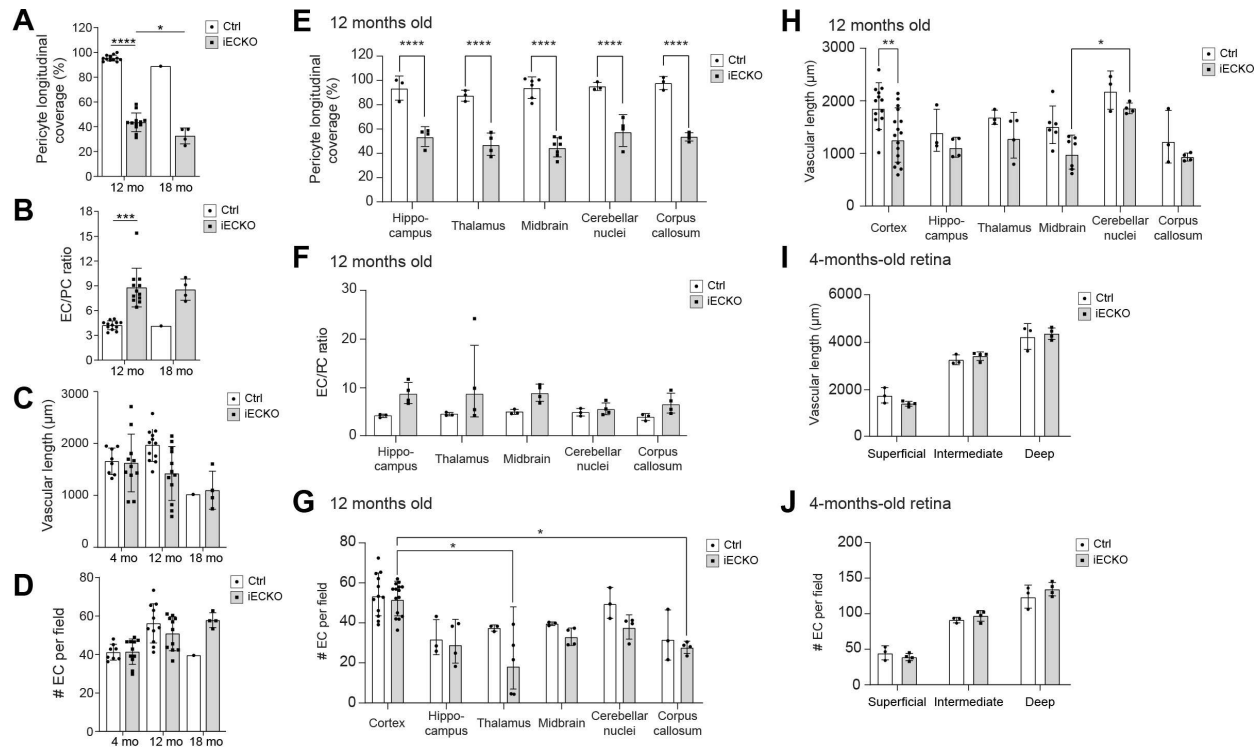 A
Ctrl
iECKO
Pericyte longitudinal
coverage (%)
120
100
80
60
40
20
0
****
*
12 mo
18 mo
B
Ctrl
iECKO
EC/PC ratio
18
15
12
9
6
3
0
***
12 mo
18 mo
C
Ctrl
iECKO
Vascular length (µm)
3000
2000
1000
0
4 mo
12 mo
18 mo
D
Ctrl
iECKO
# EC per field
80
60
40
20
0
4 mo
12 mo
18 mo
E
12 months old
Ctrl
iECKO
Pericyte longitudinal
coverage (%)
120
100
80
60
40
20
0
****
****
****
****
****
Hippo-
campus
Thalamus
Midbrain
Cerebellar
nuclei
Corpus
callosum
F
12 months old
Ctrl
iECKO
EC/PC ratio
30
20
10
5
0
Hippo-
campus
Thalamus
Midbrain
Cerebellar
nuclei
Corpus
callosum
G
12 months old
Ctrl
iECKO
# EC per field
80
60
40
20
0
*
*
Cortex
Hippo-
campus
Thalamus
Midbrain
Cerebellar
nuclei
Corpus
callosum
H
12 months old
Ctrl
iECKO
Vascular length (µm)
3000
2000
1000
0
**
*
Cortex
Hippo-
campus
Thalamus
Midbrain
Cerebellar
nuclei
Corpus
callosum
I
4-months-old retina
Ctrl
iECKO
Vascular length (µm)
6000
4000
2000
0
Superficial
Intermediate
Deep
J
4-months-old retina
Ctrl
iECKO
# EC per field
200
150
100
50
0
Superficial
Intermediate
Deep